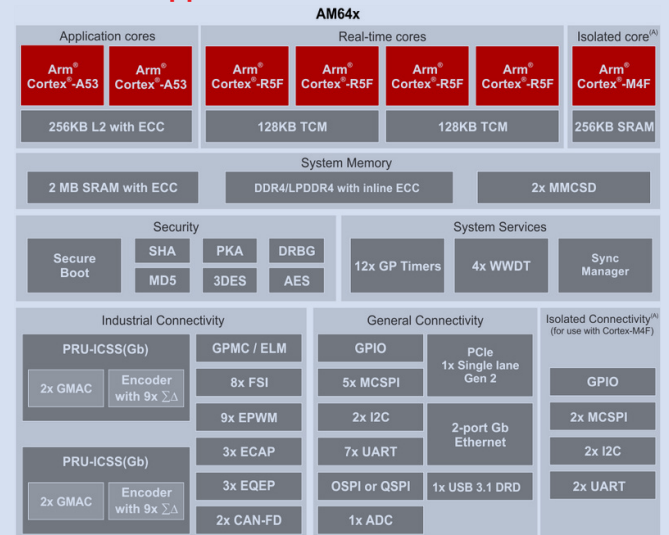 AM64x
Application cores
Real-time cores
Isolated core(A)
Arm®
Cortex®-A53
Arm®
Cortex®-A53
Arm®
Cortex®-R5F
Arm®
Cortex®-R5F
Arm®
Cortex®-R5F
Arm®
Cortex®-R5F
Arm®
Cortex®-M4F
256KB L2 with ECC
128KB TCM
128KB TCM
256KB SRAM
System Memory
2 MB SRAM with ECC
DDR4/LPDDR4 with inline ECC
2x MMCSD
Security
Secure
Boot
SHA
PKA
DRBG
MD5
3DES
AES
System Services
12x GP Timers
4x WWDT
Sync
Manager
Industrial Connectivity
PRU-ICSS(Gb)
2x GMAC
Encoder
with 9x ∑∆
PRU-ICSS(Gb)
2x GMAC
Encoder
with 9x ∑∆
GPMC / ELM
8x FSI
9x EPWM
3x ECAP
3x EQEP
2x CAN-FD
General Connectivity
GPIO
5x MCSPI
2x I2C
7x UART
OSPI or QSPI
1x ADC
PCIe
1x Single lane
Gen 2
2-port Gb
Ethernet
1x USB 3.1 DRD
Isolated Connectivity(A)
(for use with Cortex-M4F)
GPIO
2x MCSPI
2x I2C
2x UART